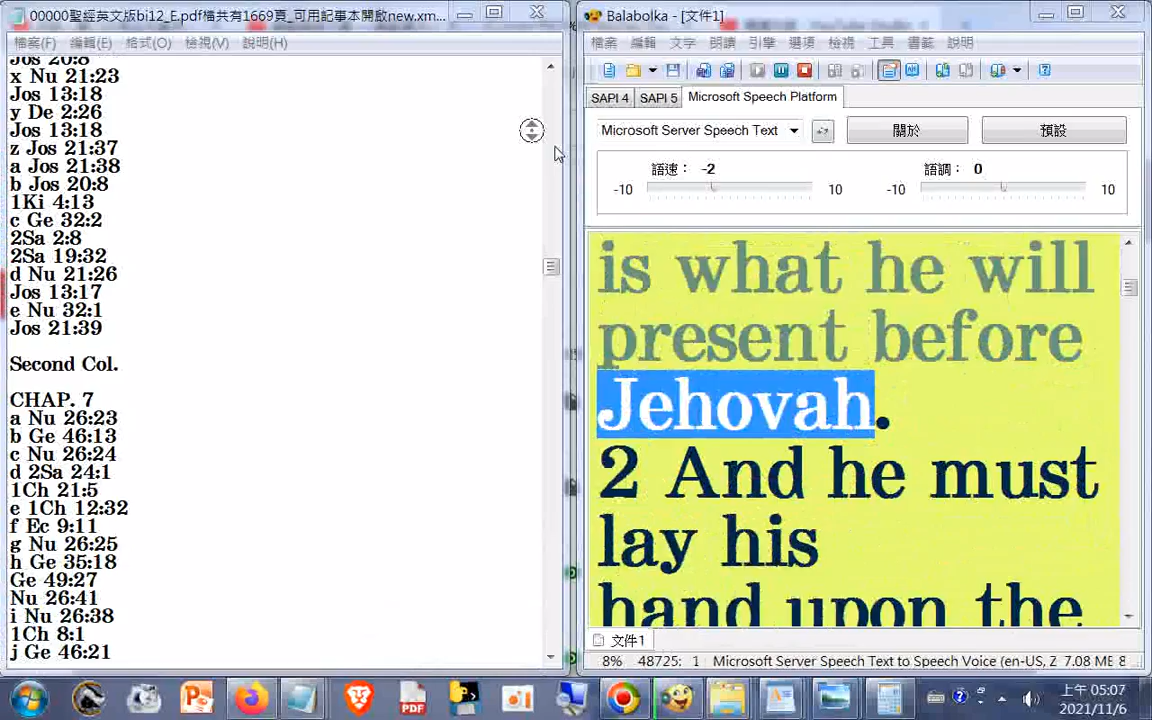 00000聖經英文版bi12_E.pdf檔共有1669頁_可用記事本開啟new.xm...
檔案(F) 編輯(E) 格式(O) 檢視(V) 說明(H)
Jos 20:8
x Nu 21:23
Jos 13:18
y De 2:26
Jos 13:18
z Jos 21:37
a Jos 21:38
b Jos 20:8
1Ki 4:13
c Ge 32:2
2Sa 2:8
2Sa 19:32
d Nu 21:26
Jos 13:17
e Nu 32:1
Jos 21:39
Second Col.
CHAP. 7
a Nu 26:23
b Ge 46:13
c Nu 26:24
d 2Sa 24:1
1Ch 21:5
e 1Ch 12:32
f Ec 9:11
g Nu 26:25
h Ge 35:18
Ge 49:27
Nu 26:41
i Nu 26:38
1Ch 8:1
j Ge 46:21
Balabolka - [文件1]
檔案 編輯 文字 朗讀 引擎 選項 檢視 工具 書籤 說明
SAPI 4 SAPI 5 Microsoft Speech Platform
Microsoft Server Speech Text 關於 預設
語速： -2 語調： 0
-10 10 -10 10
is what he will
present before
Jehovah.
2 And he must
lay his
hand upon the
文件1
8% 48725: 1 Microsoft Server Speech Text to Speech Voice (en-US, Z 7.08 MB 8
PDF
上午 05:07
2021/11/6